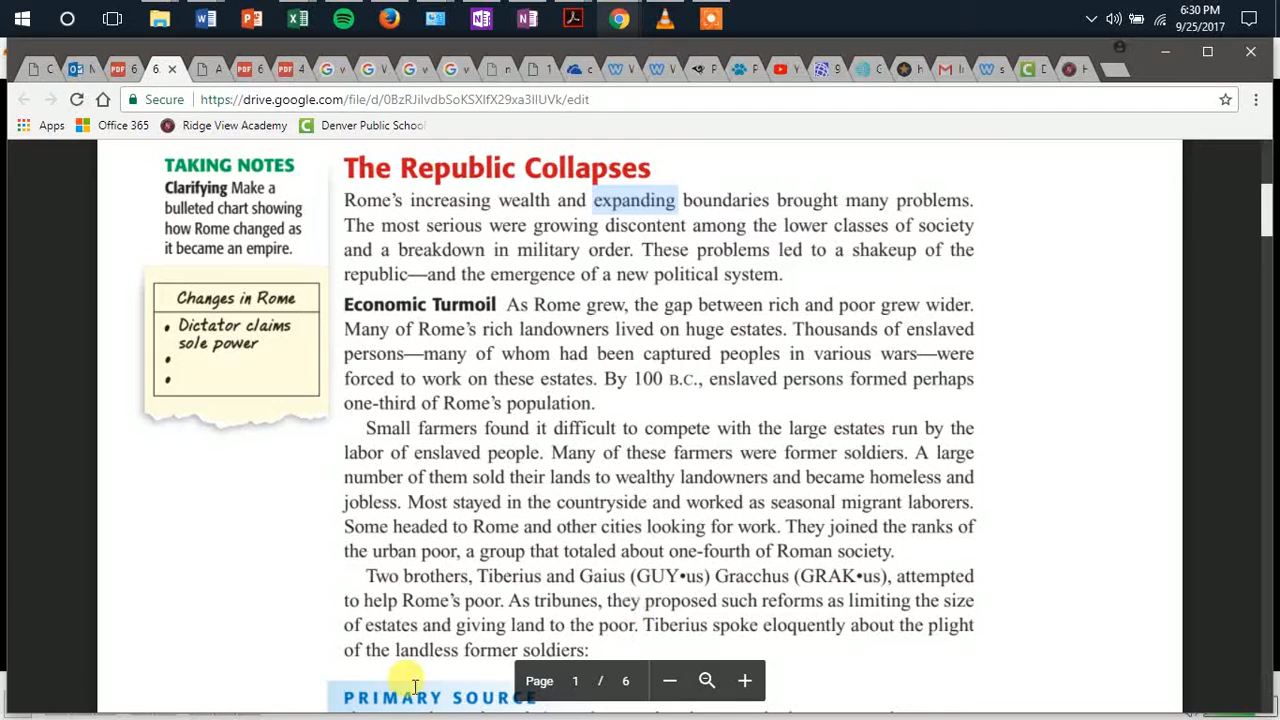 6:30 PM
9/25/2017
Secure
https://drive.google.com/file/d/0BzRJilvdbSoKSXlfX29xa3llUVk/edit
Apps
Office 365
Ridge View Academy
Denver Public Schoo
TAKING NOTES
Clarifying Make a
bulleted chart showing
how Rome changed as
it became an empire.
Changes in Rome
• Dictator claims
sole power
•
•
The Republic Collapses
Rome's increasing wealth and expanding boundaries brought many problems.
The most serious were growing discontent among the lower classes of society
and a breakdown in military order. These problems led to a shakeup of the
republic—and the emergence of a new political system.
Economic Turmoil As Rome grew, the gap between rich and poor grew wider.
Many of Rome's rich landowners lived on huge estates. Thousands of enslaved
persons—many of whom had been captured peoples in various wars—were
forced to work on these estates. By 100 B.C., enslaved persons formed perhaps
one-third of Rome's population.
Small farmers found it difficult to compete with the large estates run by the
labor of enslaved people. Many of these farmers were former soldiers. A large
number of them sold their lands to wealthy landowners and became homeless and
jobless. Most stayed in the countryside and worked as seasonal migrant laborers.
Some headed to Rome and other cities looking for work. They joined the ranks of
the urban poor, a group that totaled about one-fourth of Roman society.
Two brothers, Tiberius and Gaius (GUY•us) Gracchus (GRAK•us), attempted
to help Rome's poor. As tribunes, they proposed such reforms as limiting the size
of estates and giving land to the poor. Tiberius spoke eloquently about the plight
of the landless former soldiers:
PRIMARY SOURCE
Page 1 / 6